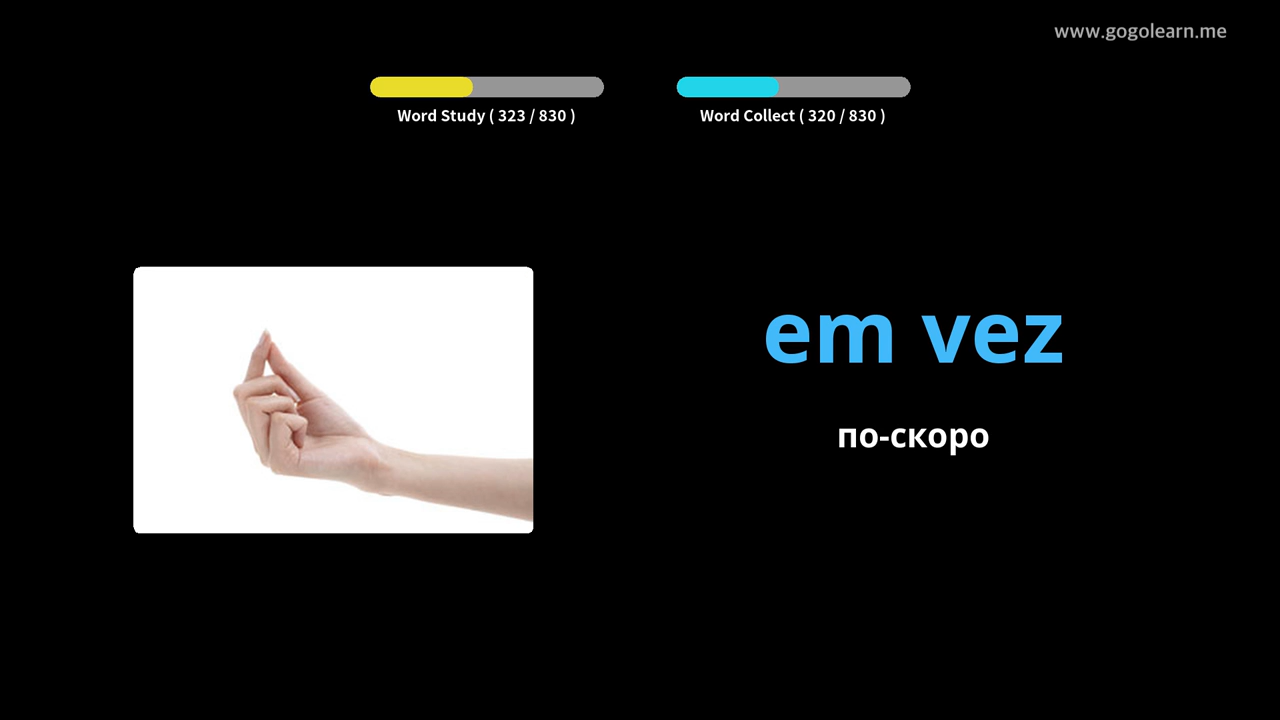 www.gogolearn.me
Word Study ( 323 / 830 )
Word Collect ( 320 / 830 )
em vez
по-скоро